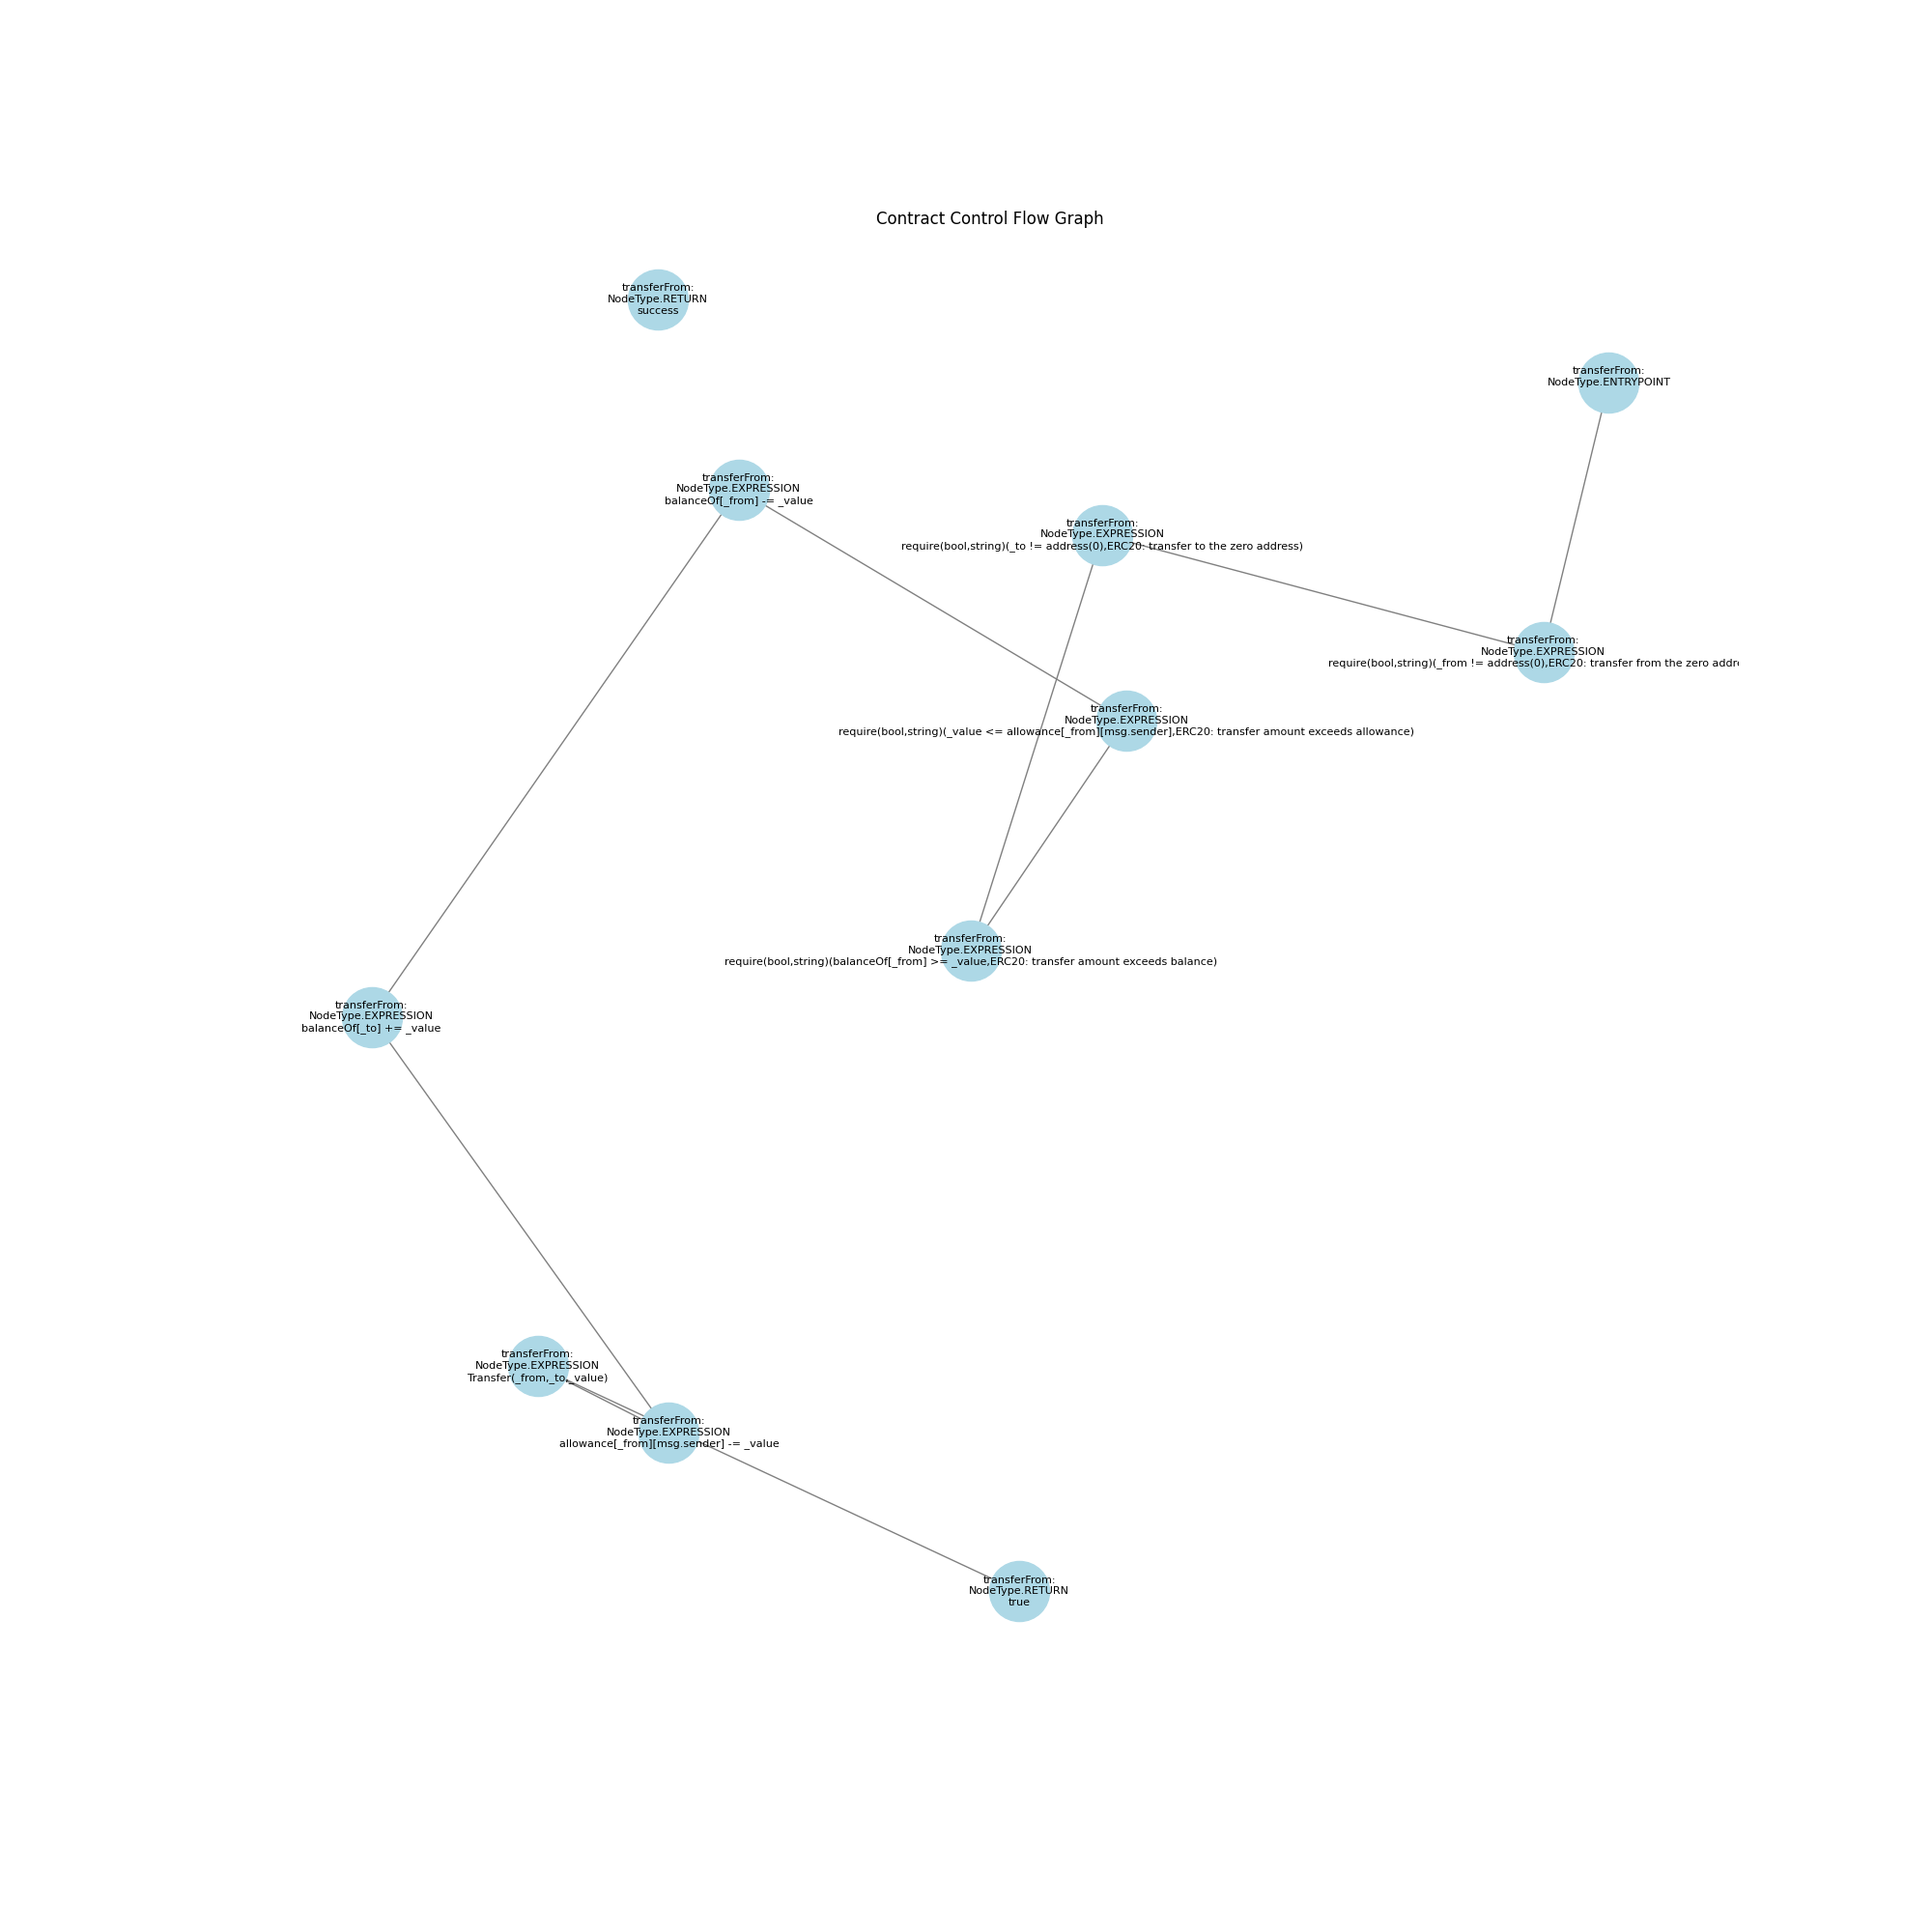 Contract Control Flow Graph
transferFrom:
NodeType.RETURN
success
transferFrom:
NodeType.ENTRYPOINT
transferFrom:
NodeType.EXPRESSION
balanceOf[_from] -= _value
transferFrom:
NodeType.EXPRESSION
require(bool,string)(_to != address(0),ERC20: transfer to the zero address)
transferFrom:
NodeType.EXPRESSION
require(bool,string)(_from != address(0),ERC20: transfer from the zero addre
transferFrom:
NodeType.EXPRESSION
require(bool,string)(_value <= allowance[_from][msg.sender],ERC20: transfer amount exceeds allowance)
transferFrom:
NodeType.EXPRESSION
require(bool,string)(balanceOf[_from] >= _value,ERC20: transfer amount exceeds balance)
transferFrom:
NodeType.EXPRESSION
balanceOf[_to] += _value
transferFrom:
NodeType.EXPRESSION
Transfer(_from,_to,_value)
transferFrom:
NodeType.EXPRESSION
allowance[_from][msg.sender] -= _value
transferFrom:
NodeType.RETURN
true